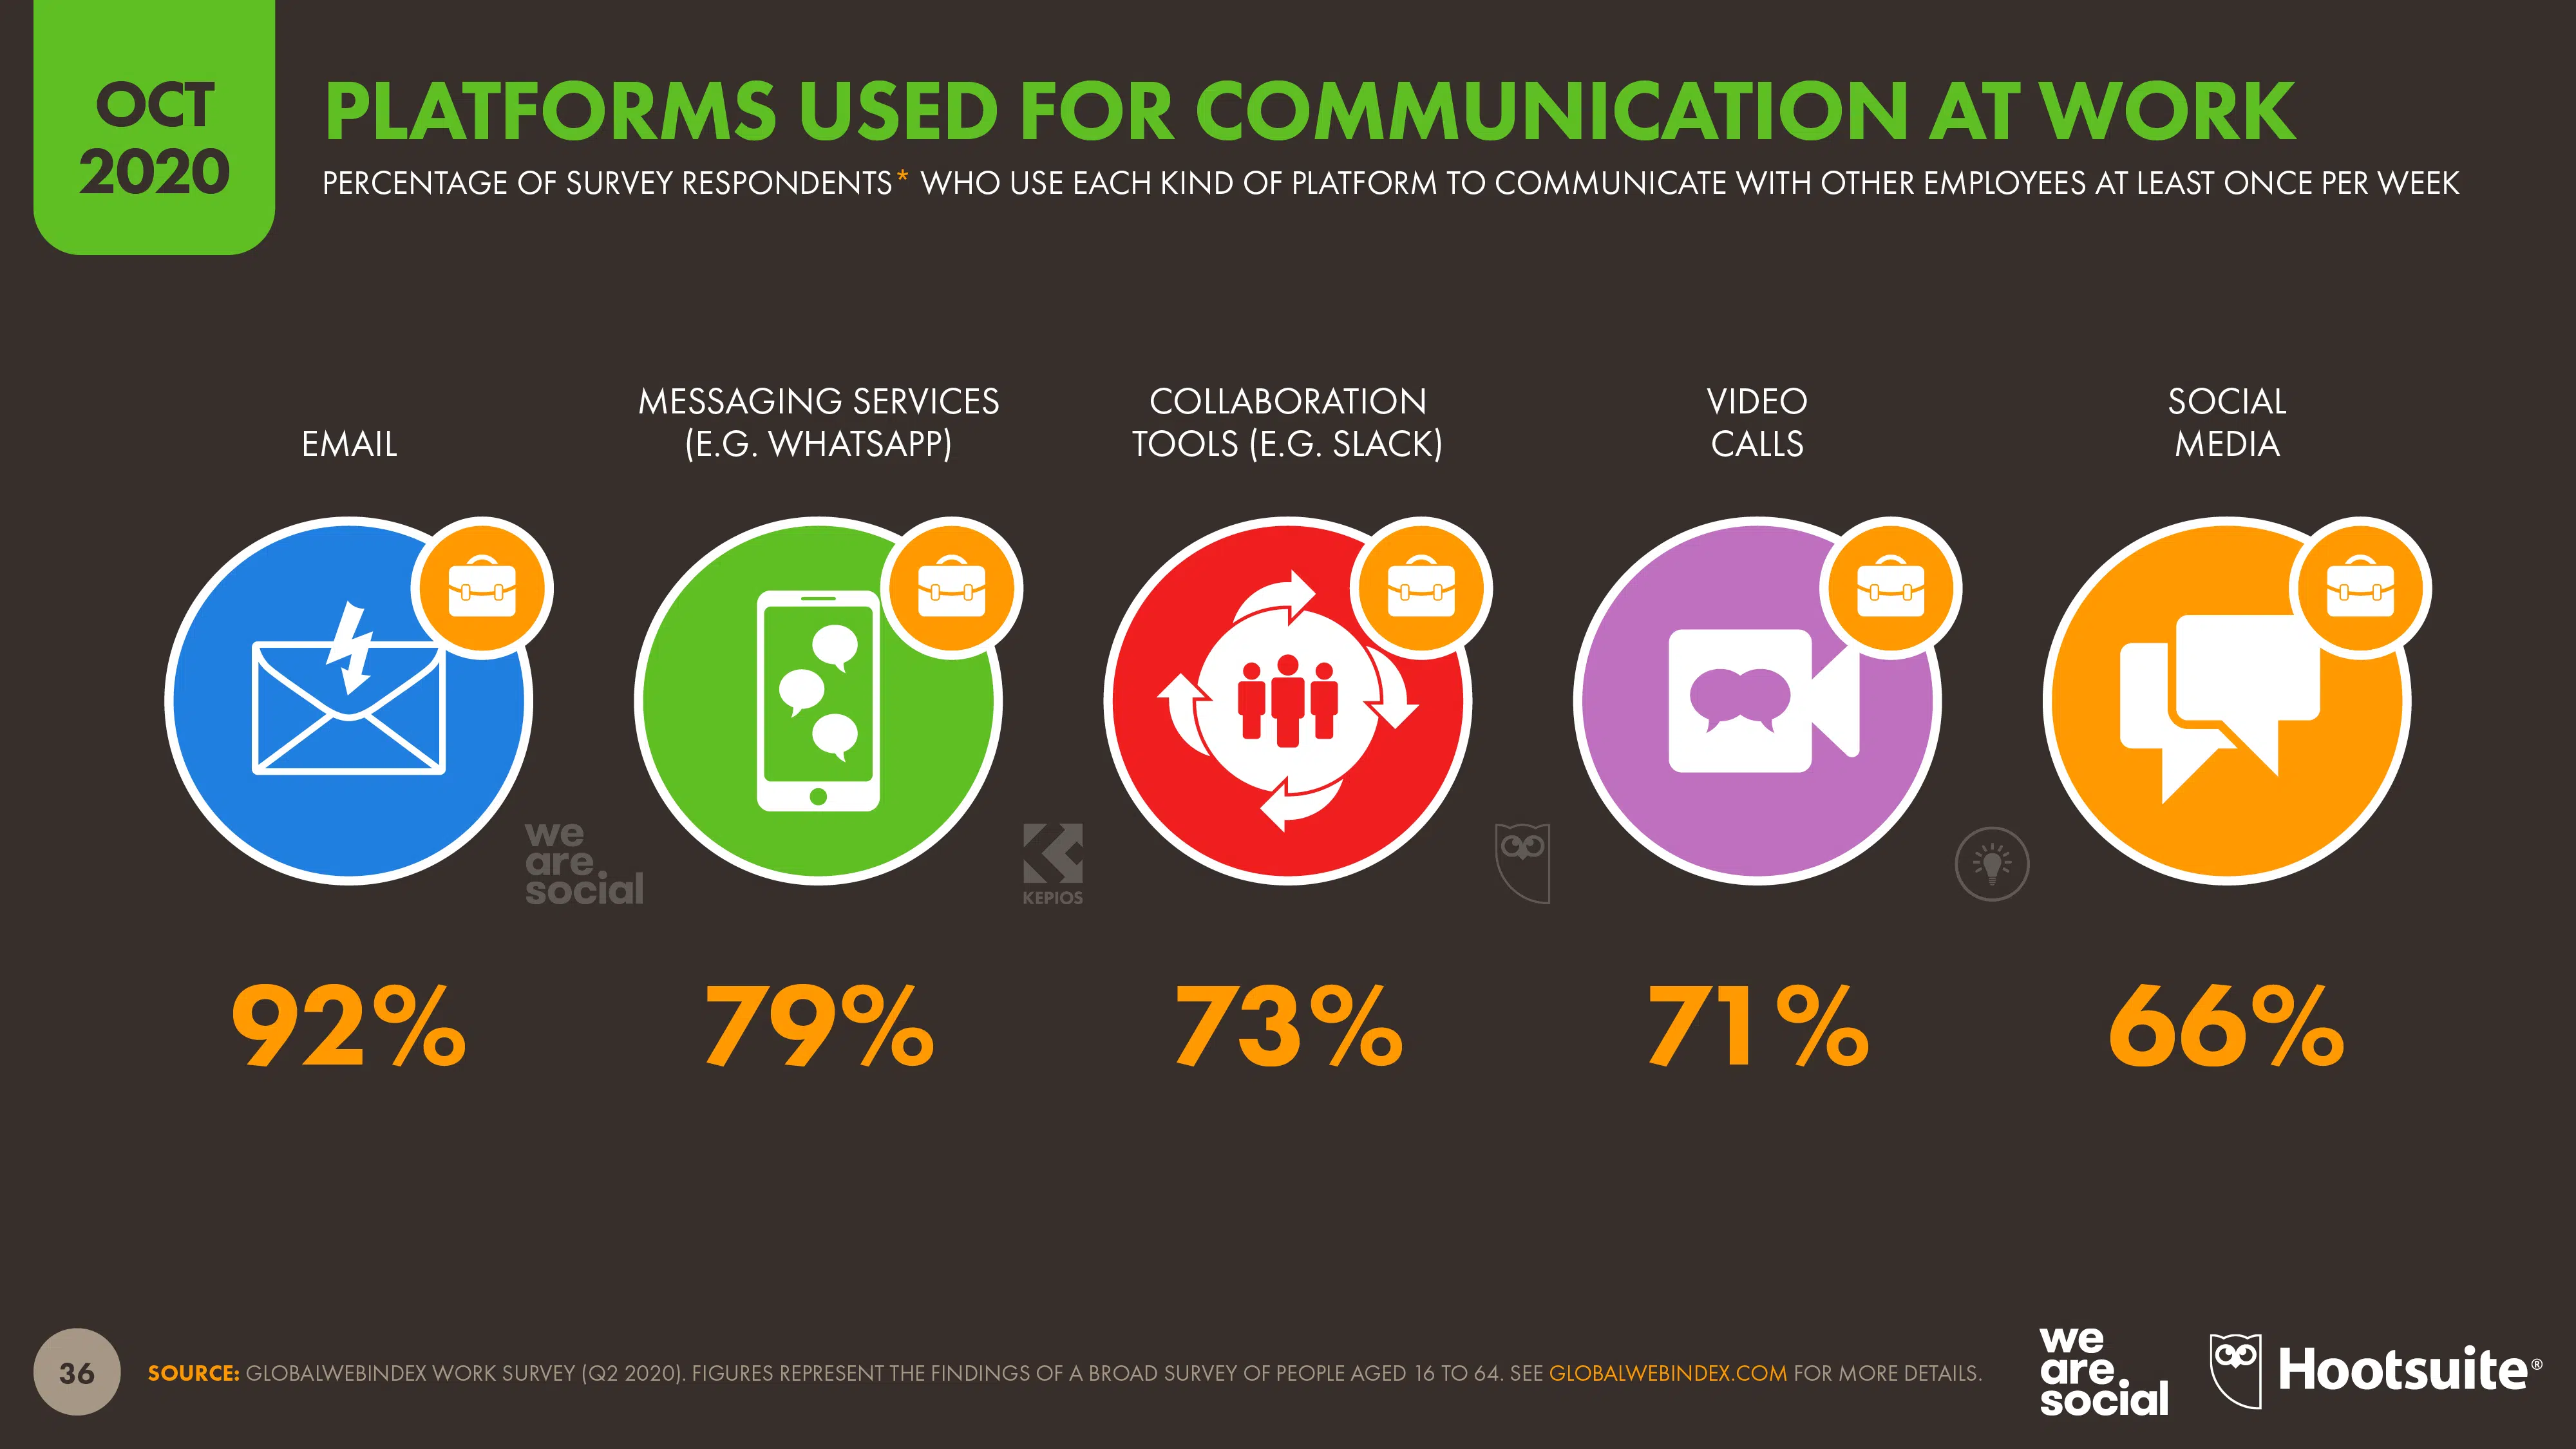 OCT
2020
PLATFORMS USED FOR COMMUNICATION AT WORK
PERCENTAGE OF SURVEY RESPONDENTS* WHO USE EACH KIND OF PLATFORM TO COMMUNICATE WITH OTHER EMPLOYEES AT LEAST ONCE PER WEEK
EMAIL
MESSAGING SERVICES
(E.G. WHATSAPP)
COLLABORATION
TOOLS (E.G. SLACK)
VIDEO
CALLS
SOCIAL
MEDIA
we
are
social
KEPIOS
92%
79%
73%
71%
66%
36
SOURCE: GLOBALWEBINDEX WORK SURVEY (Q2 2020). FIGURES REPRESENT THE FINDINGS OF A BROAD SURVEY OF PEOPLE AGED 16 TO 64. SEE GLOBALWEBINDEX.COM FOR MORE DETAILS.
we
are
social
Hootsuite®